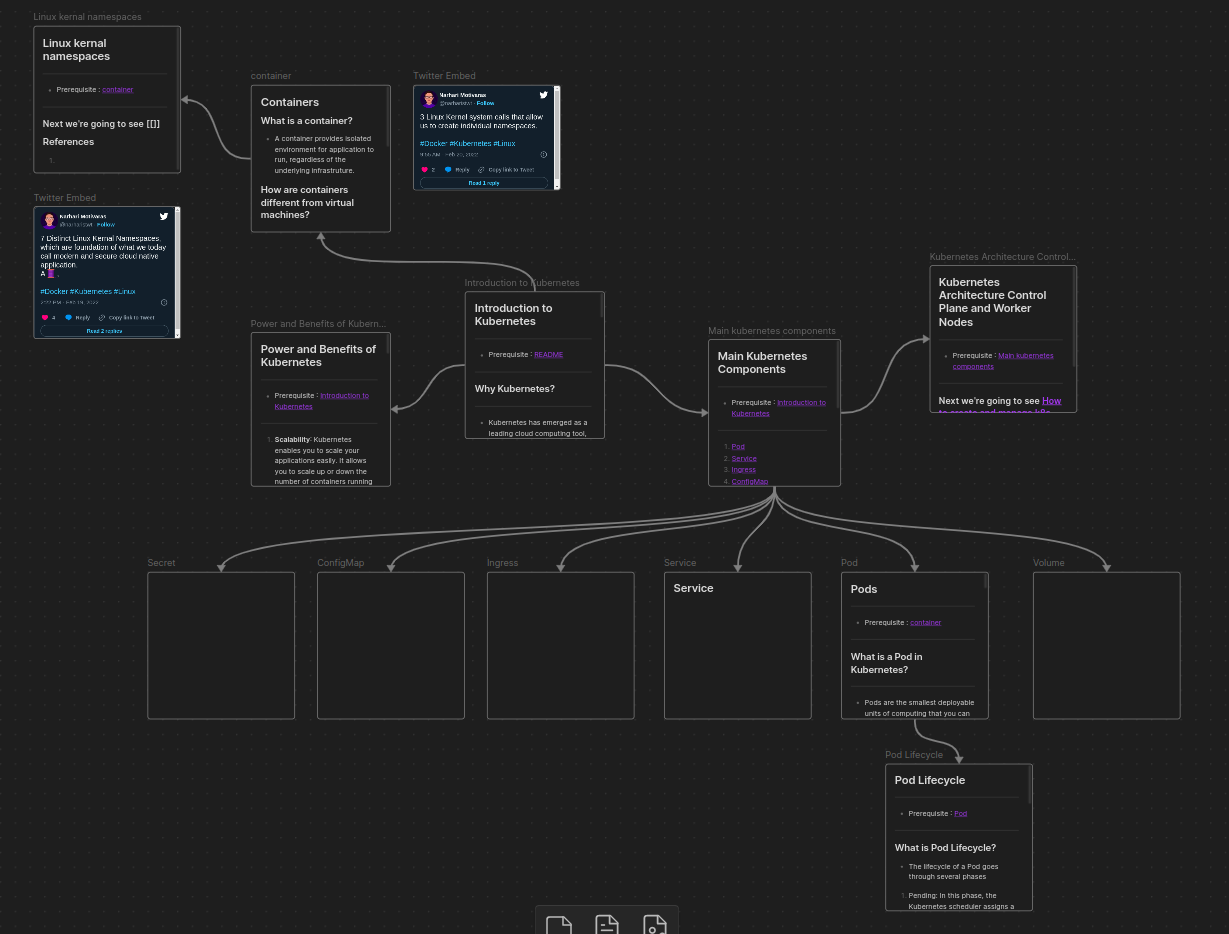 Linux kernal namespaces
Linux kernal
namespaces
Prerequisite : container
Next we're going to see [[]]
References
1.
Twitter Embed
Narhari Motivaras
@narharistwt · Follow
7 Distinct Linux Kernal Namespaces,
which are foundation of what we today
call modern and secure cloud native
application.
A
#Docker #Kubernetes #Linux
2:22 PM · Feb 19, 2022
4 Reply Copy link to Tweet
Read 2 replies
container
Containers
What is a container?
A container provides isolated
environment for application to
run, regardless of the
underlying infrastruture.
How are containers
different from virtual
machines?
Twitter Embed
Narhari Motivaras
@narharistwt · Follow
3 Linux Kernel system calls that allow
us to create individual namespaces.
#Docker #Kubernetes #Linux
9:55 AM · Feb 20, 2022
2 Reply Copy link to Tweet
Read 1 reply
Power and Benefits of Kubern...
Power and Benefits of
Kubernetes
Prerequisite : Introduction to
Kubernetes
1. Scalability: Kubernetes
enables you to scale your
applications easily. It allows
you to scale up or down the
number of containers running
Introduction to Kubernetes
Introduction to
Kubernetes
Prerequisite : README
Why Kubernetes?
Kubernetes has emerged as a
leading cloud computing tool,
Main kubernetes components
Main Kubernetes
Components
Prerequisite : Introduction to
Kubernetes
1. Pod
2. Service
3. Ingress
4. ConfigMap
Kubernetes Architecture Control...
Kubernetes
Architecture Control
Plane and Worker
Nodes
Prerequisite : Main kubernetes
components
Next we're going to see How
to create and manage k8s
Secret
ConfigMap
Ingress
Service
Service
Pod
Pods
Prerequisite : container
What is a Pod in
Kubernetes?
Pods are the smallest deployable
units of computing that you can
Volume
Pod Lifecycle
Pod Lifecycle
Prerequisite : Pod
What is Pod Lifecycle?
The lifecycle of a Pod goes
through several phases
1. Pending: In this phase, the
Kubernetes scheduler assigns a